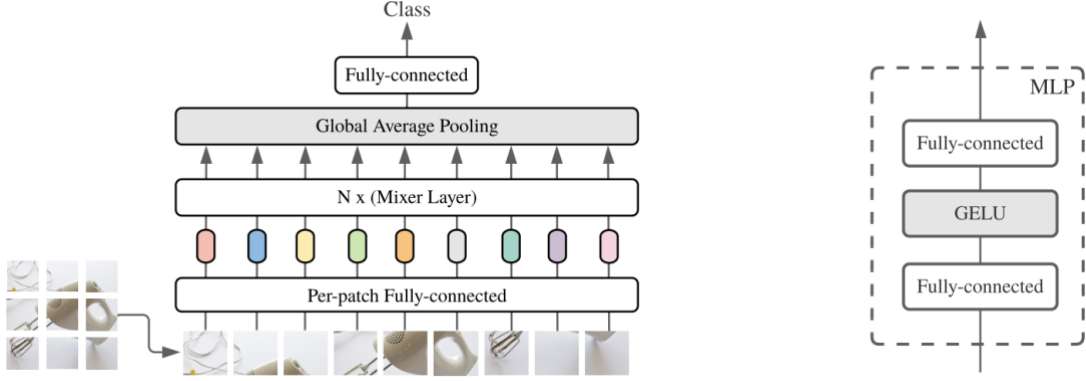 Class
Fully-connected
Global Average Pooling
N x (Mixer Layer)
Per-patch Fully-connected
MLP
Fully-connected
GELU
Fully-connected